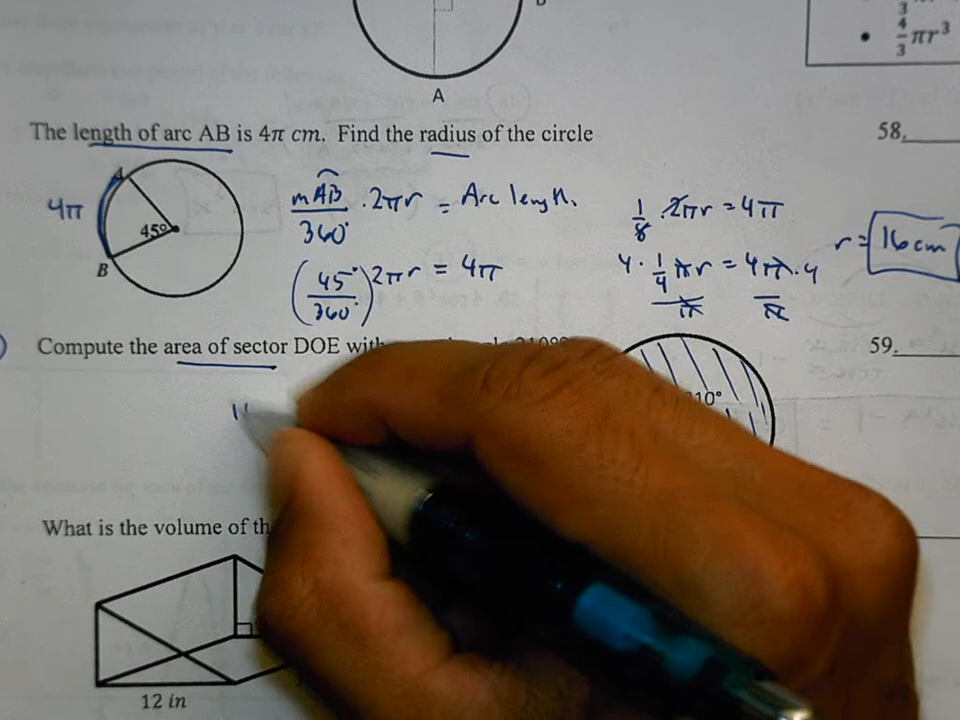 A
3
• 4/3 πr³
The length of arc AB is 4π cm. Find the radius of the circle
58.
A
4π
45°
B
mAB/360° · 2πr = Arc length.
(45°/360°) 2πr = 4π
1/8 · 2πr = 4π
4 · 1/4 πr = 4π · 4
π π
r = 16 cm
Compute the area of sector DOE
59.
10°
What is the volume of th
12 in